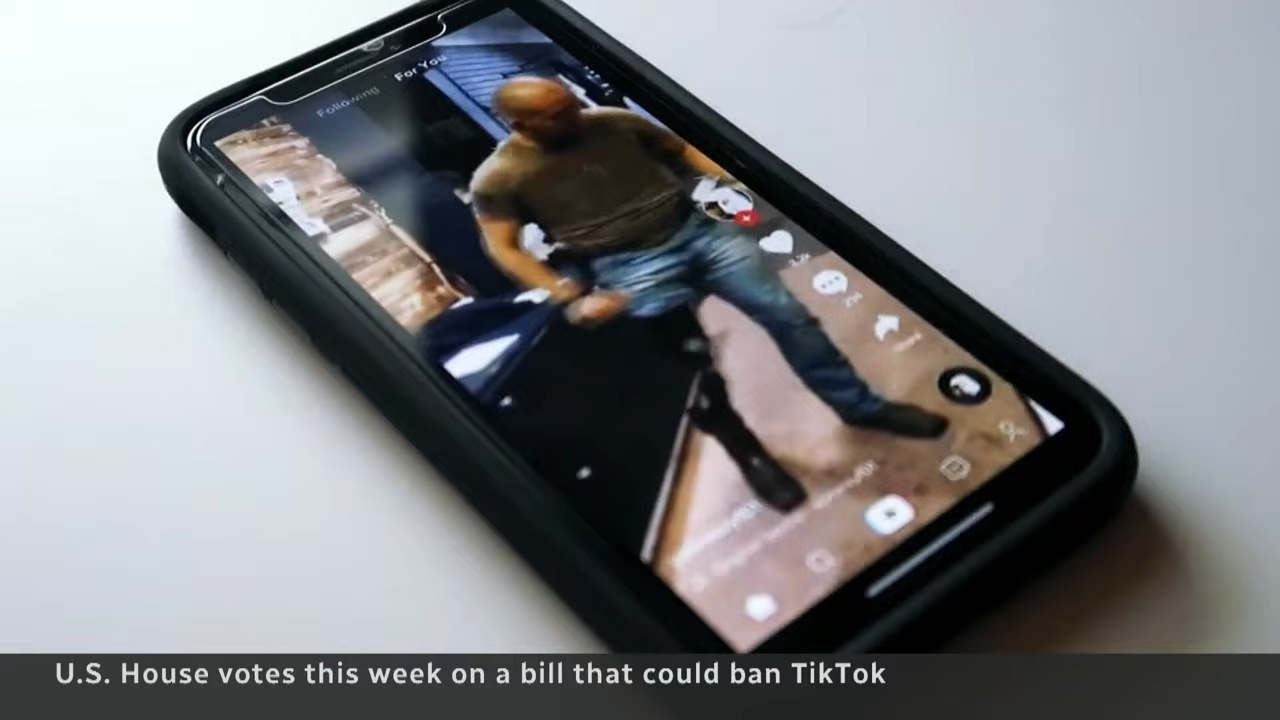 Following
For You
U.S. House votes this week on a bill that could ban TikTok